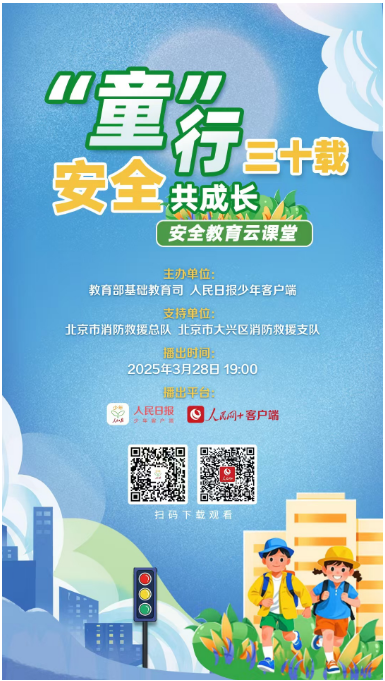 “童”行三十载
安全共成长
安全教育云课堂
主办单位:
教育部基础教育司 人民日报少年客户端
支持单位:
北京市消防救援总队 北京市大兴区消防救援支队
播出时间:
2025年3月28日 19:00
播出平台:
人民日报 人民网+客户端
少年客户端
扫码下载观看